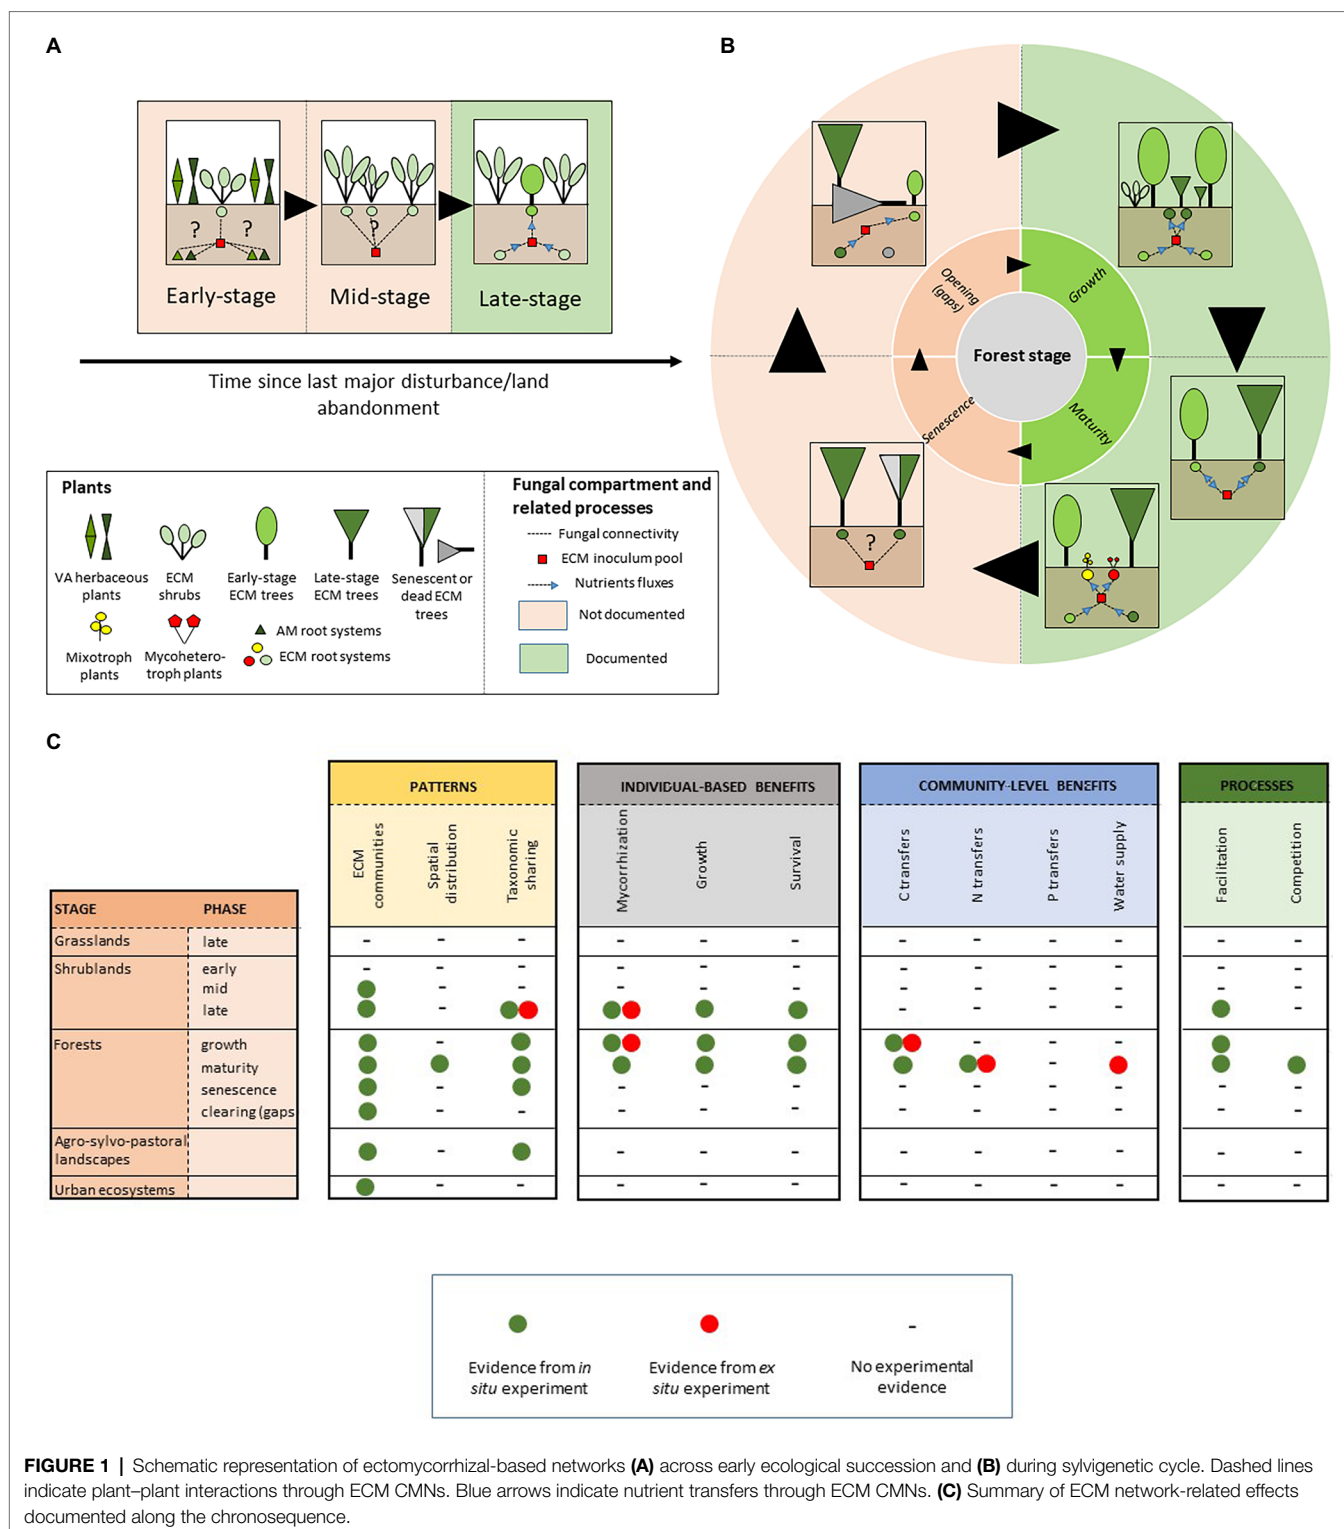 A
B
?
?
?
Early-stage
Mid-stage
Late-stage
Time since last major disturbance/land
abandonment
Opening
(gaps)
Growth
Forest stage
Senescence
Maturity
?
Plants
VA herbaceous
plants
ECM
shrubs
Early-stage
ECM trees
Late-stage
ECM trees
Senescent or
dead ECM
trees
Mixotroph
plants
Mycohetero-
troph plants
AM root systems
ECM root systems
Fungal compartment and
related processes
Fungal connectivity
ECM inoculum pool
Nutrients fluxes
Not documented
Documented
C
PATTERNS
INDIVIDUAL-BASED BENEFITS
COMMUNITY-LEVEL BENEFITS
PROCESSES
ECM
communities
Spatial
distribution
Taxonomic
sharing
Mycorrhization
Growth
Survival
C transfers
N transfers
P transfers
Water supply
Facilitation
Competition
STAGE PHASE
Grasslands late - - - - - - - - - - - -
Shrublands early - - - - - - - - - - - -
mid - - - - - - - - - - -
late - - - - - -
Forests growth - - - - -
maturity -
senescence - - - - - - - - - -
clearing (gaps - - - - - - - - - - -
Agro-sylvo-pastoral
landscapes - - - - - - - - - -
Urban ecosystems - - - - - - - - - - -
Evidence from in
situ experiment
Evidence from ex
situ experiment
-
No experimental
evidence
FIGURE 1 | Schematic representation of ectomycorrhizal-based networks (A) across early ecological succession and (B) during sylvigenetic cycle. Dashed lines
indicate plant–plant interactions through ECM CMNs. Blue arrows indicate nutrient transfers through ECM CMNs. (C) Summary of ECM network-related effects
documented along the chronosequence.